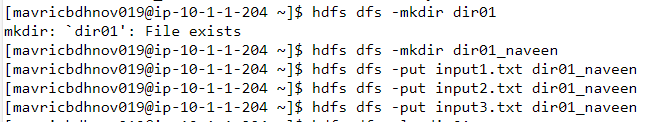 [mavricbdhnov019@ip-10-1-1-204 ~]$ hdfs dfs -mkdir dir01
mkdir: `dir01': File exists
[mavricbdhnov019@ip-10-1-1-204 ~]$ hdfs dfs -mkdir dir01_naveen
[mavricbdhnov019@ip-10-1-1-204 ~]$ hdfs dfs -put input1.txt dir01_naveen
[mavricbdhnov019@ip-10-1-1-204 ~]$ hdfs dfs -put input2.txt dir01_naveen
[mavricbdhnov019@ip-10-1-1-204 ~]$ hdfs dfs -put input3.txt dir01_naveen